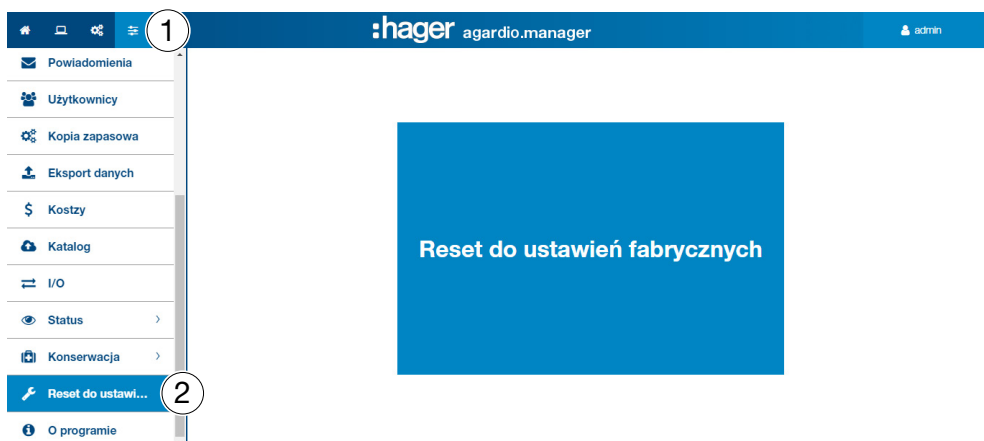 1
:hager agardio.manager
admin
Powiadomienia
Użytkownicy
Kopia zapasowa
Eksport danych
Kostzy
Katalog
I/O
Status
Konserwacja
Reset do ustawi...
2
O programie
Reset do ustawień fabrycznych